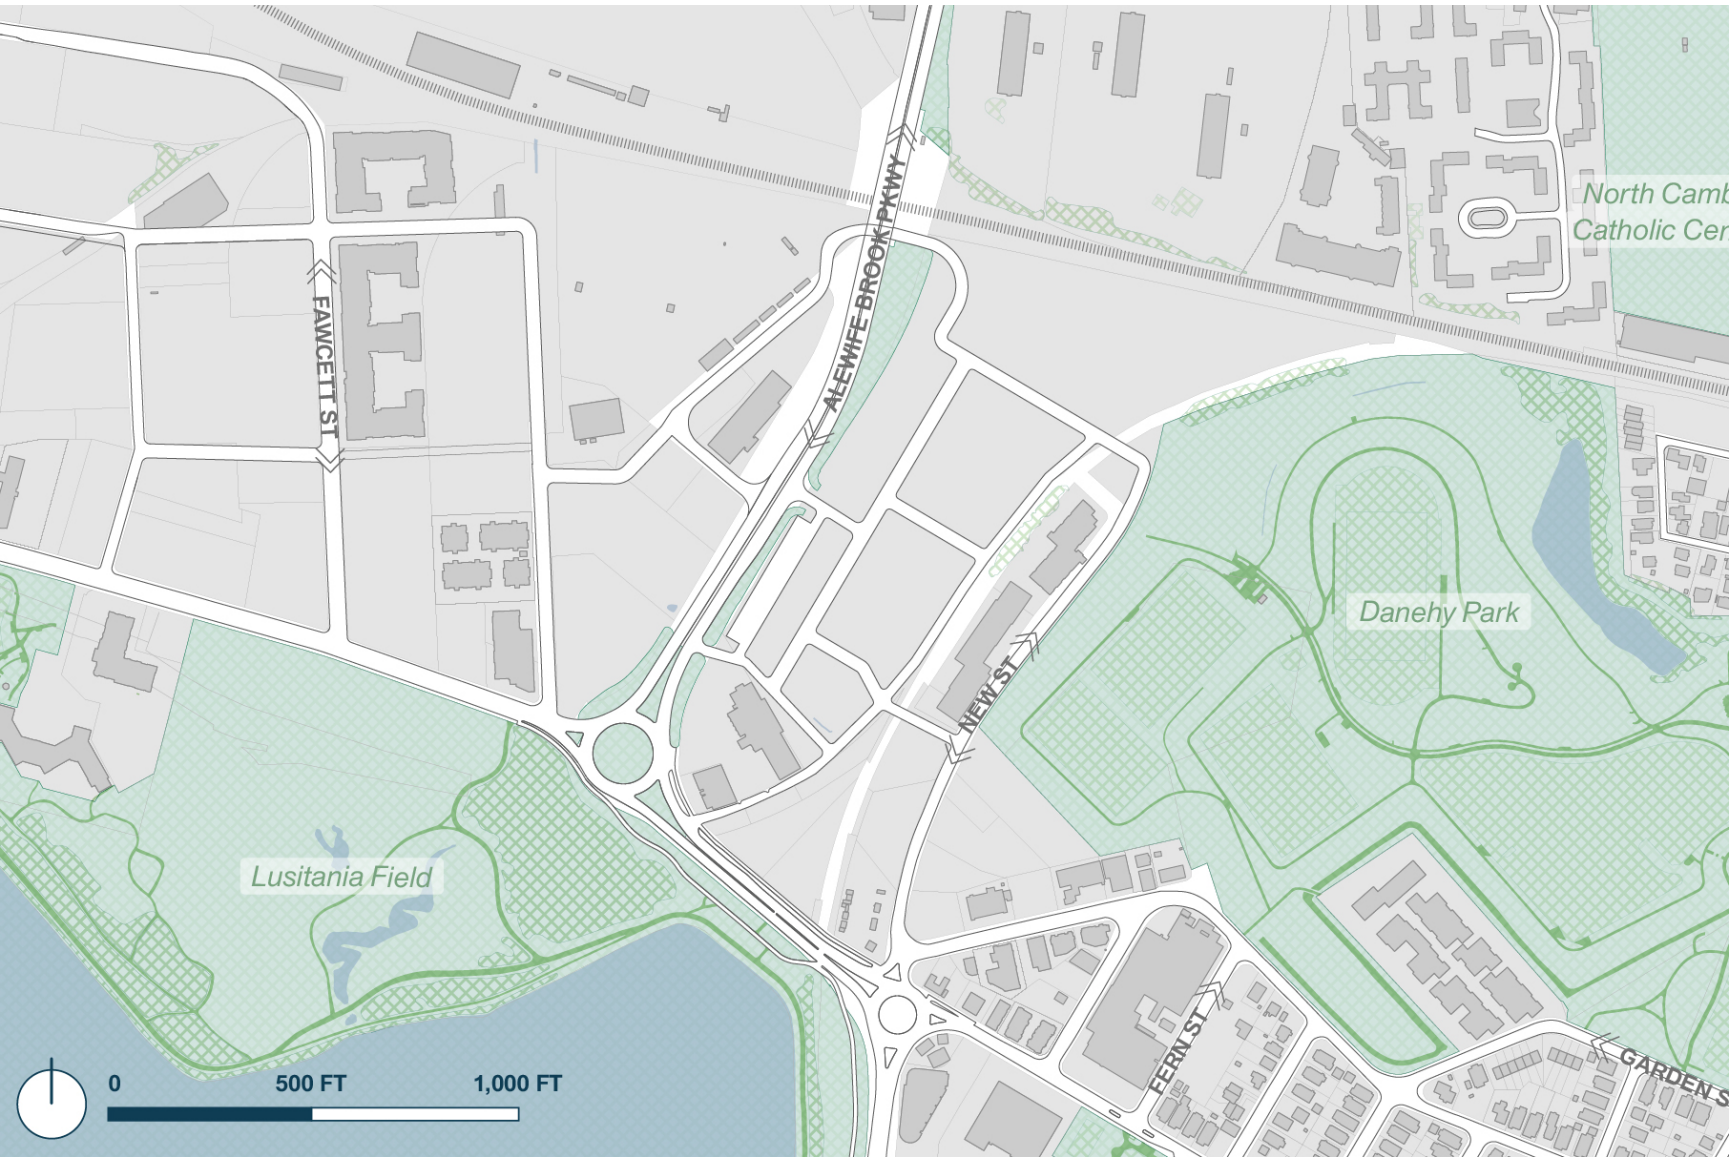 ALEWIFE BROOK PKWY
North Camb
Catholic Cen
FAWCETT ST
Danehy Park
NEW ST
Lusitania Field
FERN ST
GARDEN S
0 500 FT 1,000 FT